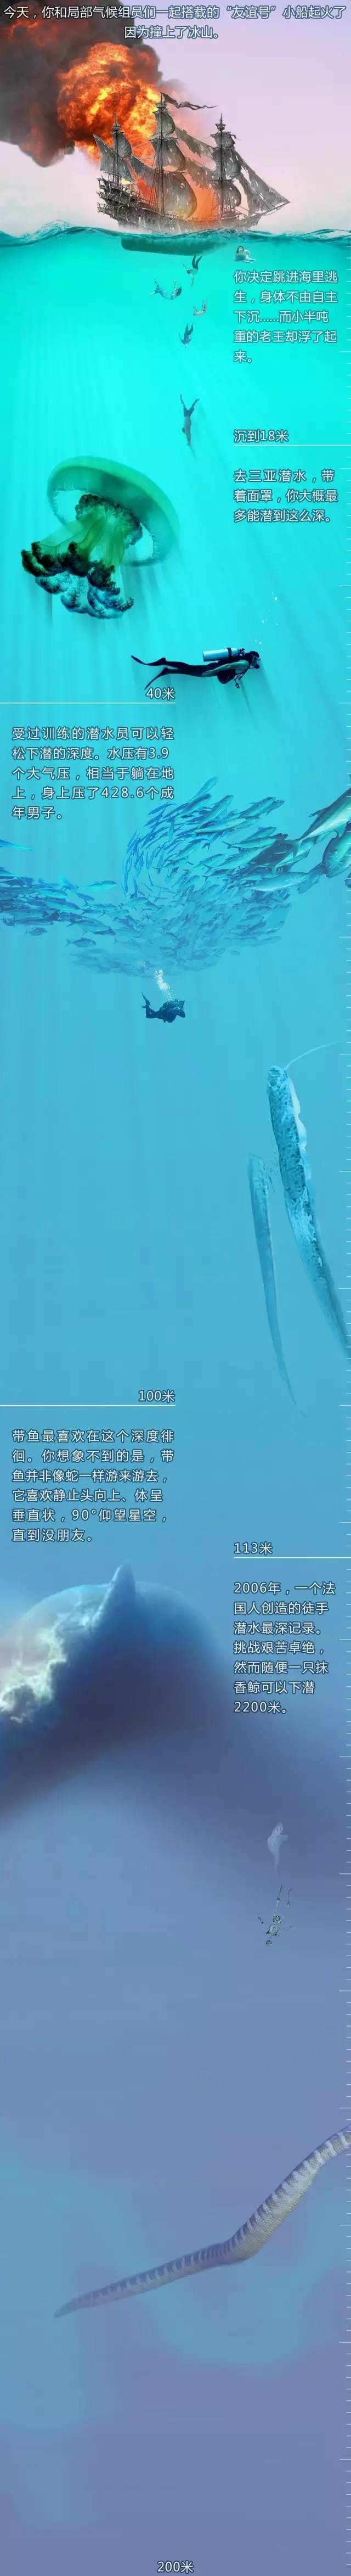 今天，你和局部气候组员们一起搭载的“友谊号”小船起火了
因为撞上了冰山。
你决定跳进海里逃
生，身体不由自主
下沉......而小半吨
重的老王却浮了起
来。
沉到18米
去三亚潜水，带
着面罩，你大概最
多能潜到这么深。
40米
受过训练的潜水员可以轻
松下潜的深度。水压有3.9
个大气压，相当于躺在地
上，身上压了428.6个成
年男子。
100米
带鱼最喜欢在这个深度徘
徊。你想象不到的是，带
鱼并非像蛇一样游来游去，
它喜欢静止头向上、体呈
垂直状，90°仰望星空，
直到没朋友。
113米
2006年，一个法
国人创造的徒手
潜水最深记录。
挑战艰苦卓绝，
然而随便一只抹
香鲸可以下潜
2200米。
200米